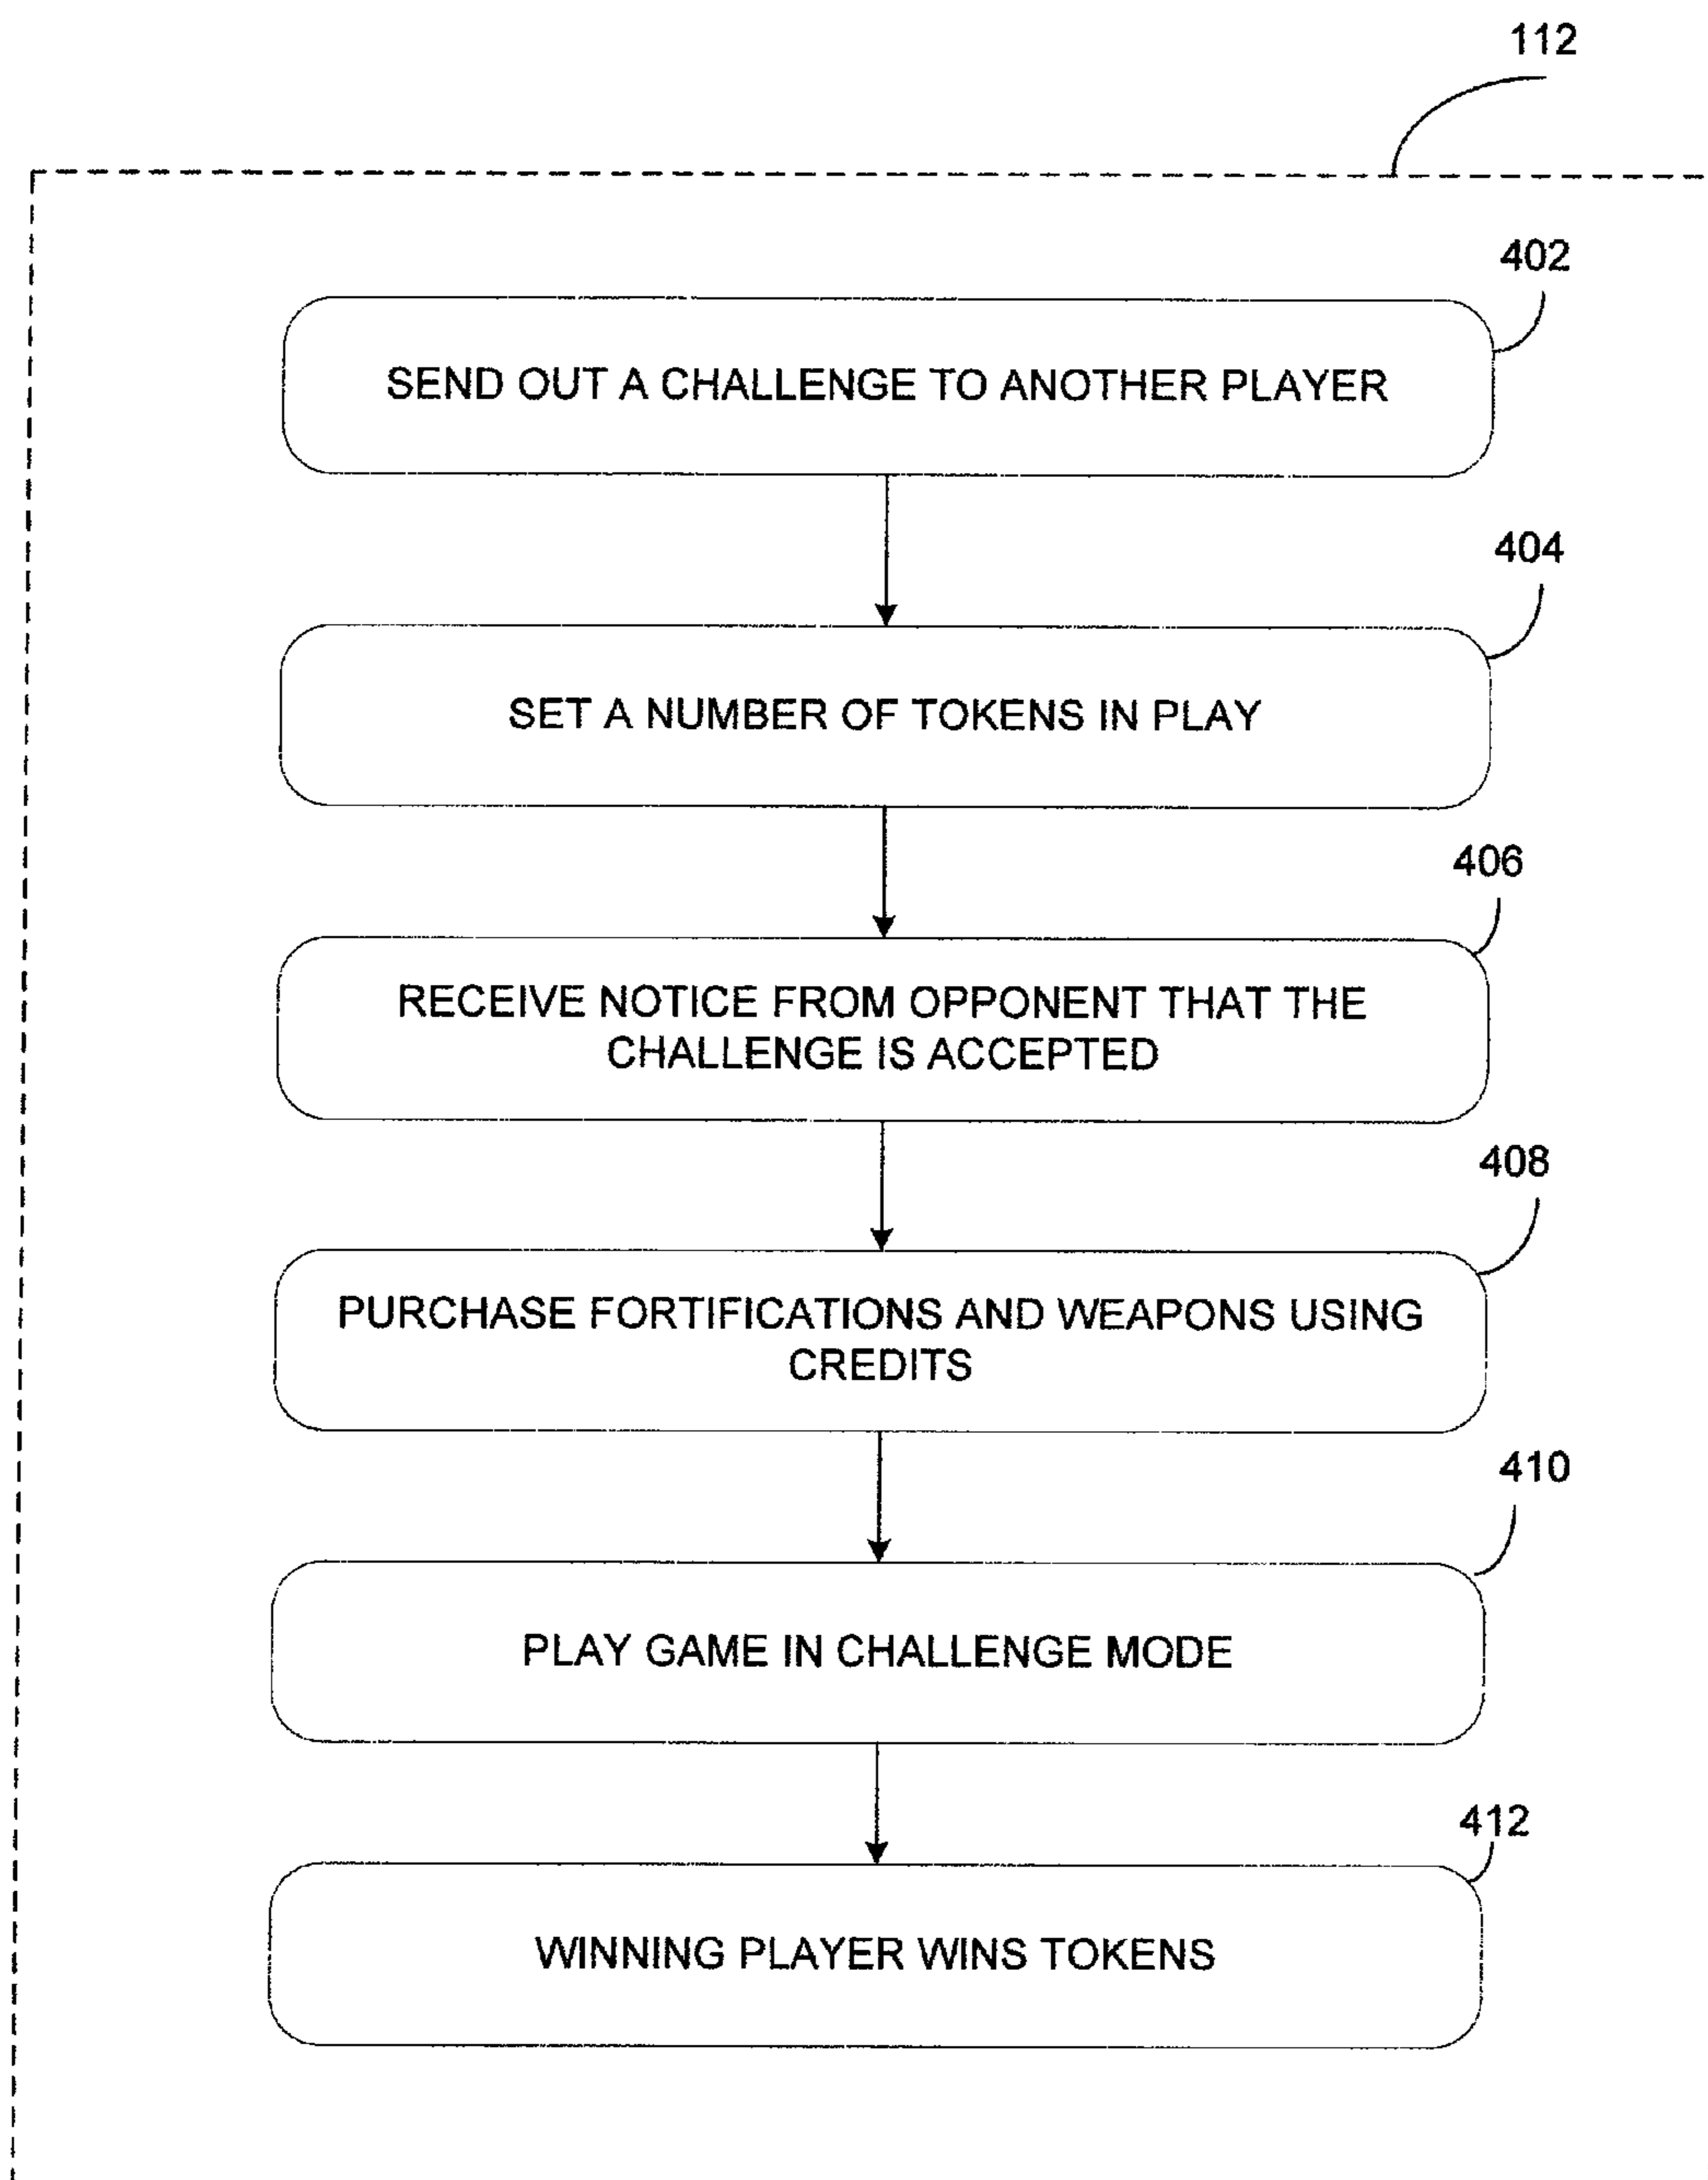 112
402
SEND OUT A CHALLENGE TO ANOTHER PLAYER
404
SET A NUMBER OF TOKENS IN PLAY
406
RECEIVE NOTICE FROM OPPONENT THAT THE
CHALLENGE IS ACCEPTED
408
PURCHASE FORTIFICATIONS AND WEAPONS USING
CREDITS
410
PLAY GAME IN CHALLENGE MODE
412
WINNING PLAYER WINS TOKENS